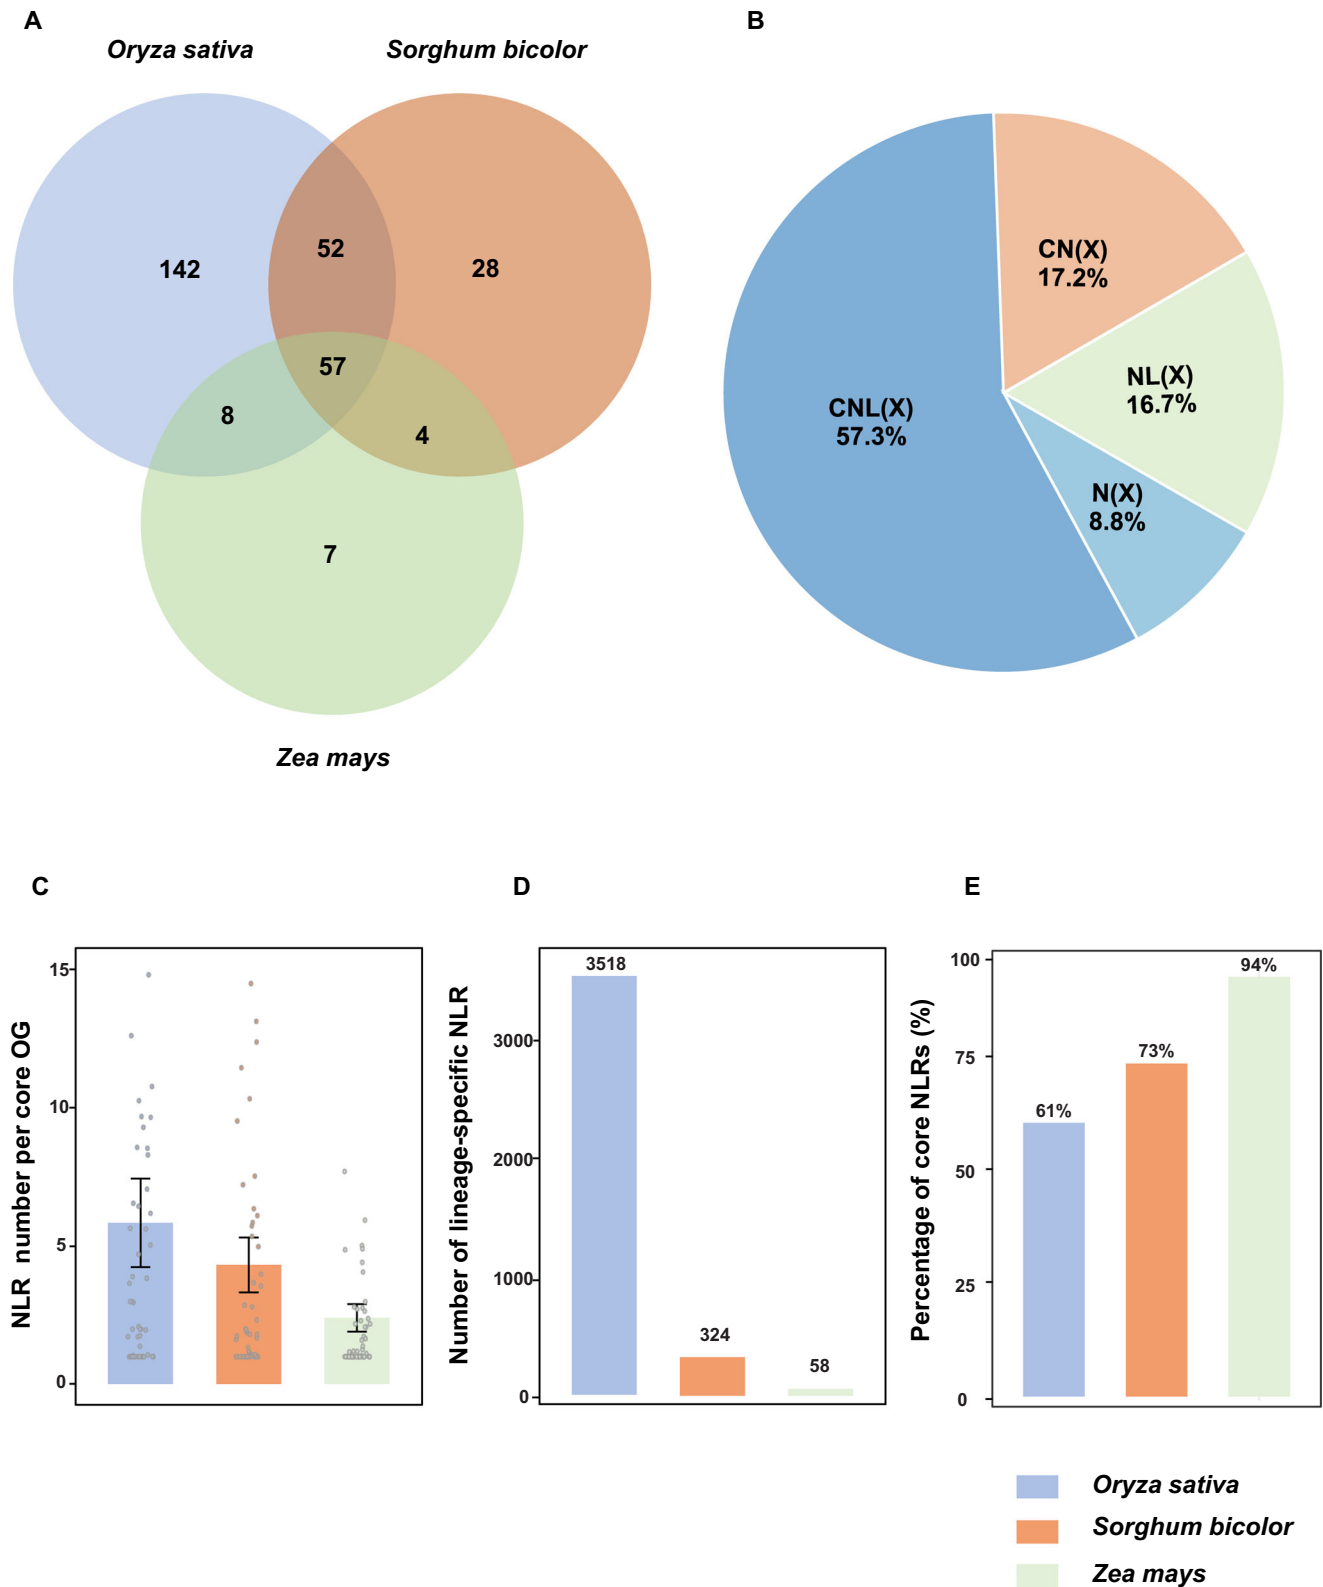 A
B
Oryza sativa
Sorghum bicolor
142
52
28
57
8
4
7
Zea mays
CN(X)
17.2%
NL(X)
16.7%
CNL(X)
57.3%
N(X)
8.8%
C
D
E
NLR number per core OG
15
10
5
0
Number of lineage-specific NLR
3000
2000
1000
0
3518
324
58
Percentage of core NLRs (%)
100
75
50
25
0
61%
73%
94%
Oryza sativa
Sorghum bicolor
Zea mays